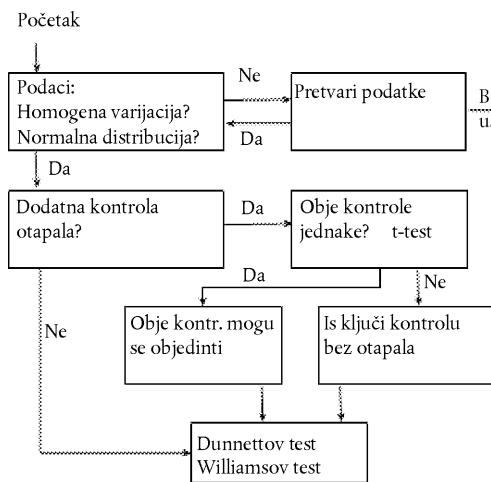 Početak
Podaci:
Homogena varijacija?
Normalna distribucija?
Ne
Da
Pretvari podatke
B
u
Da
Dodatna kontrola
otapala?
Da
Obje kontrole
jednake? t-test
Da
Ne
Ne
Obje kontr. mogu
se objedinti
Is ključi kontrolu
bez otapala
Dunnettov test
Williamsov test